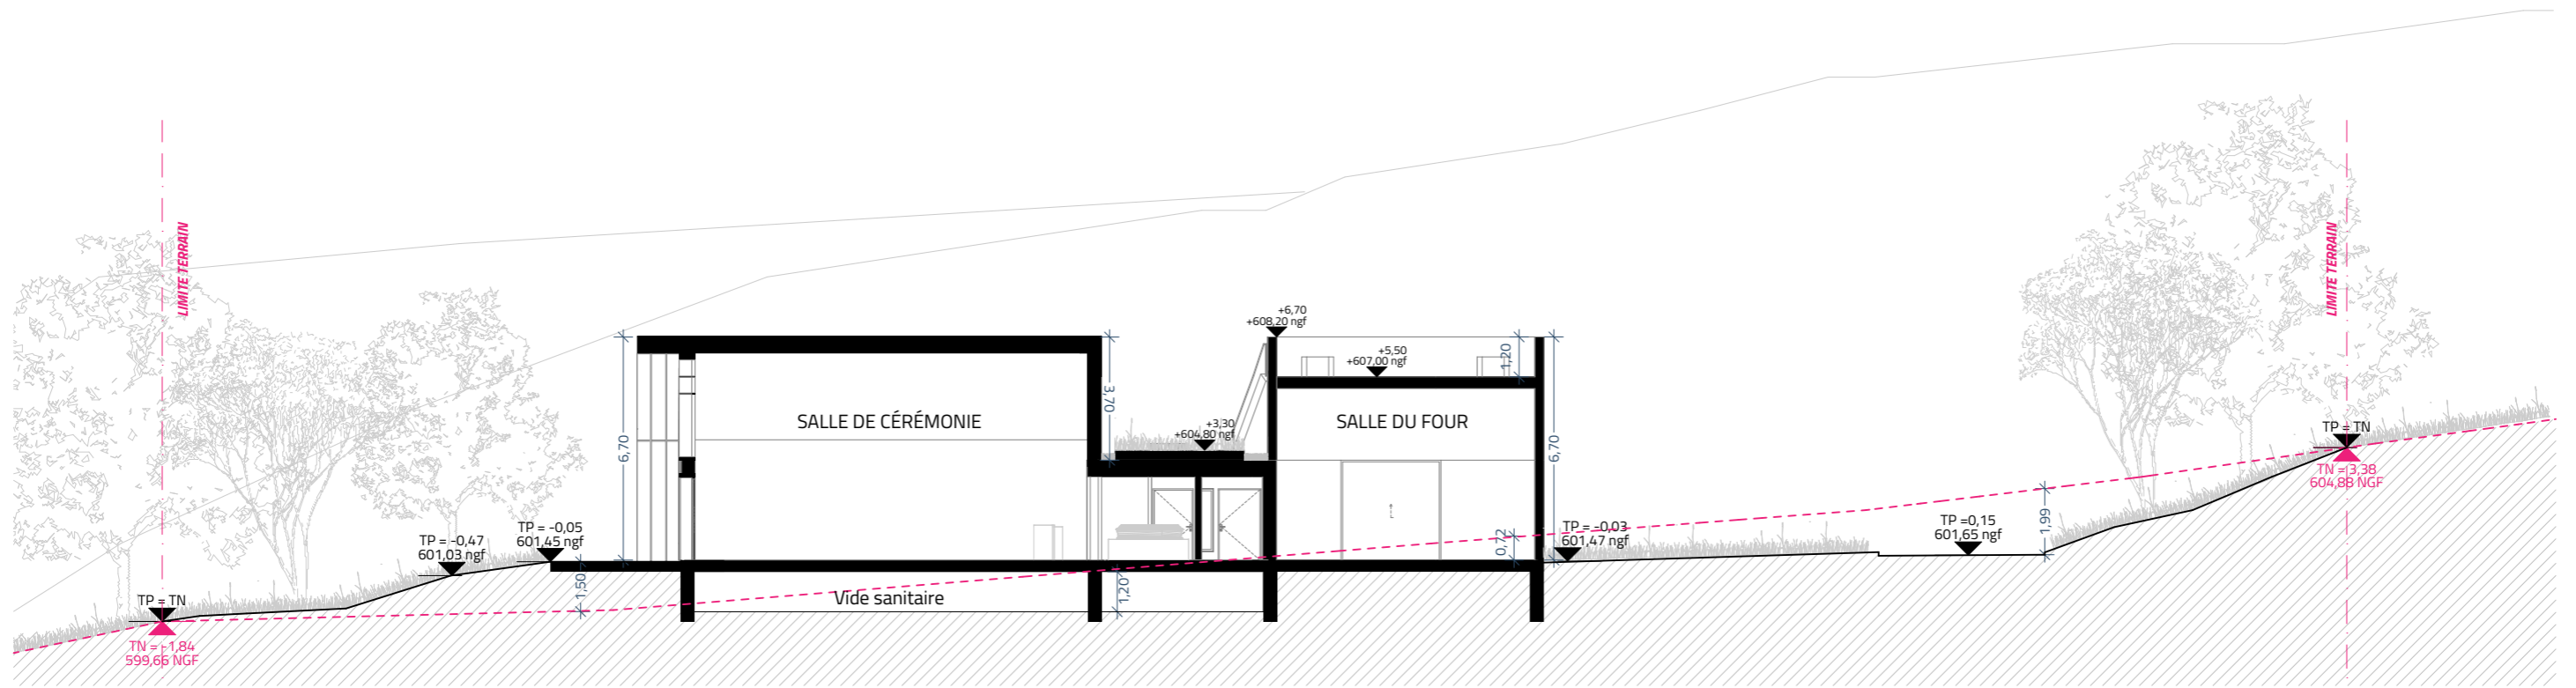 LIMITE TERRAIN
LIMITE TERRAIN
+6,70
+608,20 ngf
+5,50
+607,00 ngf
1,20
3,70
SALLE DE CÉRÉMONIE
SALLE DU FOUR
+3,30
+604,80 ngf
6,70
6,70
TP = TN
TN = 3,38
604,88 NGF
1,99
TP = -0,47
601,03 ngf
TP = -0,05
601,45 ngf
0,72
TP = -0,03
601,47 ngf
TP =0,15
601,65 ngf
1,50
Vide sanitaire
1,20
TP = TN
TN = -1,84
599,66 NGF